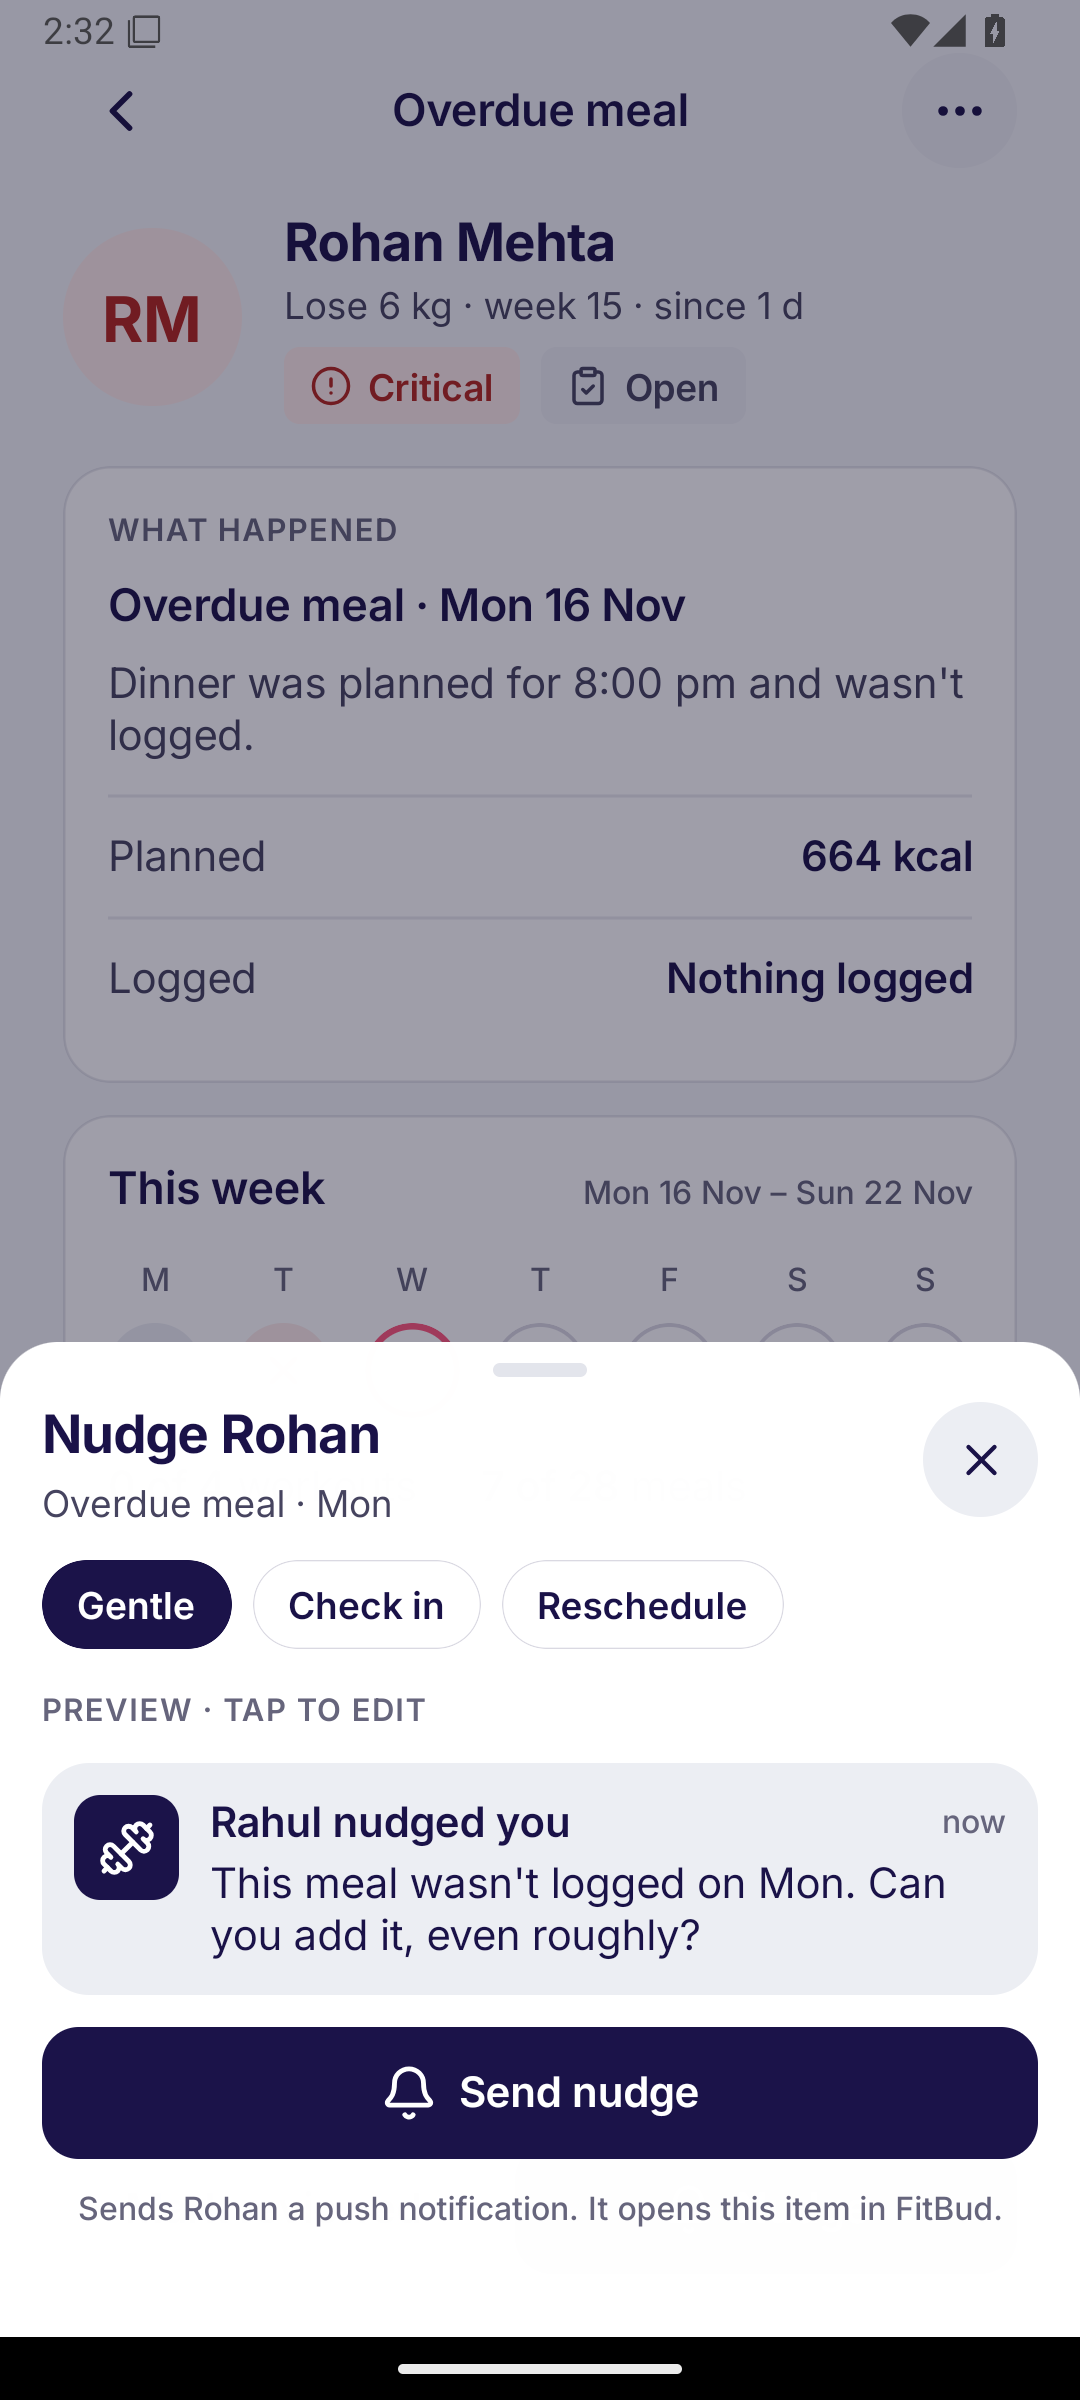 2:32
Overdue meal
RM
Rohan Mehta
Lose 6 kg · week 15 · since 1 d
Critical
Open
WHAT HAPPENED
Overdue meal · Mon 16 Nov
Dinner was planned for 8:00 pm and wasn't
logged.
Planned 664 kcal
Logged Nothing logged
This week Mon 16 Nov – Sun 22 Nov
M T W T F S S
Nudge Rohan
Overdue meal · Mon
Gentle Check in Reschedule
PREVIEW · TAP TO EDIT
Rahul nudged you now
This meal wasn't logged on Mon. Can
you add it, even roughly?
Send nudge
Sends Rohan a push notification. It opens this item in FitBud.